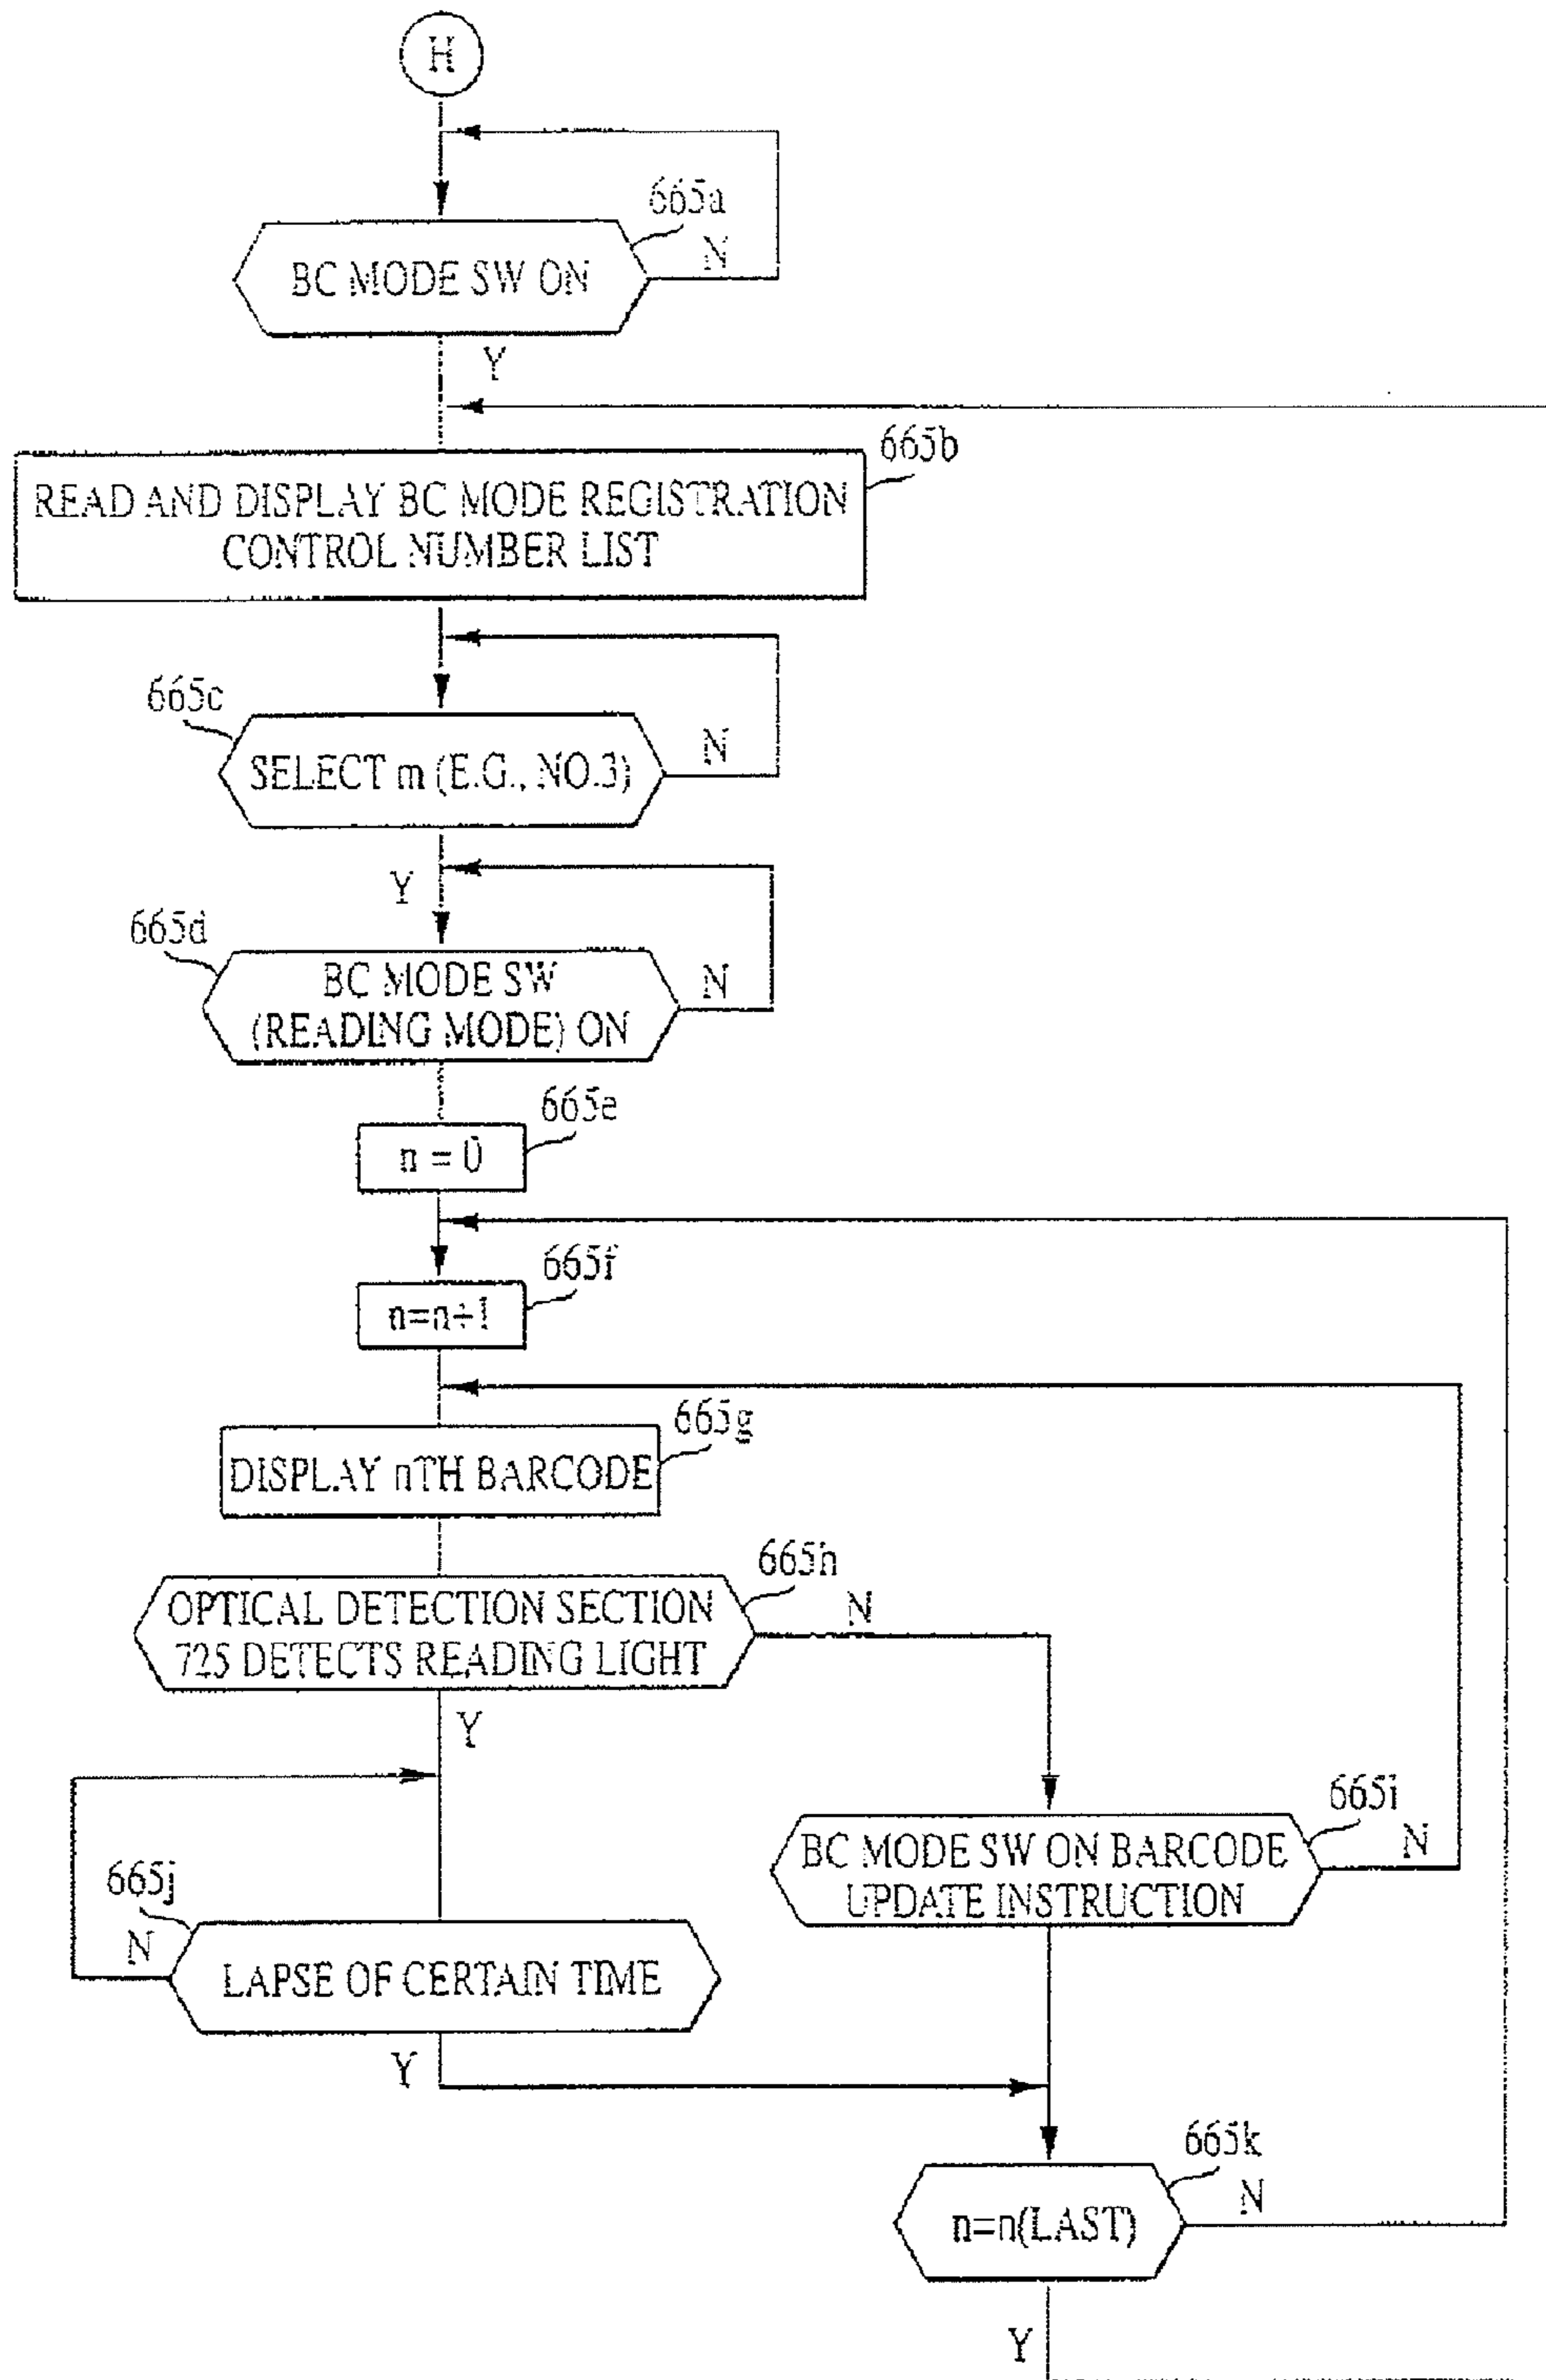 H
665a
BC MODE SW ON
N
Y
665b
READ AND DISPLAY BC MODE REGISTRATION
CONTROL NUMBER LIST
665c
SELECT m (E.G., NO.3)
N
Y
665d
BC MODE SW
(READING MODE) ON
N
665e
n = 0
665f
n=n+1
665g
DISPLAY nTH BARCODE
665h
OPTICAL DETECTION SECTION
725 DETECTS READING LIGHT
N
Y
665i
BC MODE SW ON BARCODE
UPDATE INSTRUCTION
N
665j
N
LAPSE OF CERTAIN TIME
Y
665k
n=n(LAST)
N
Y